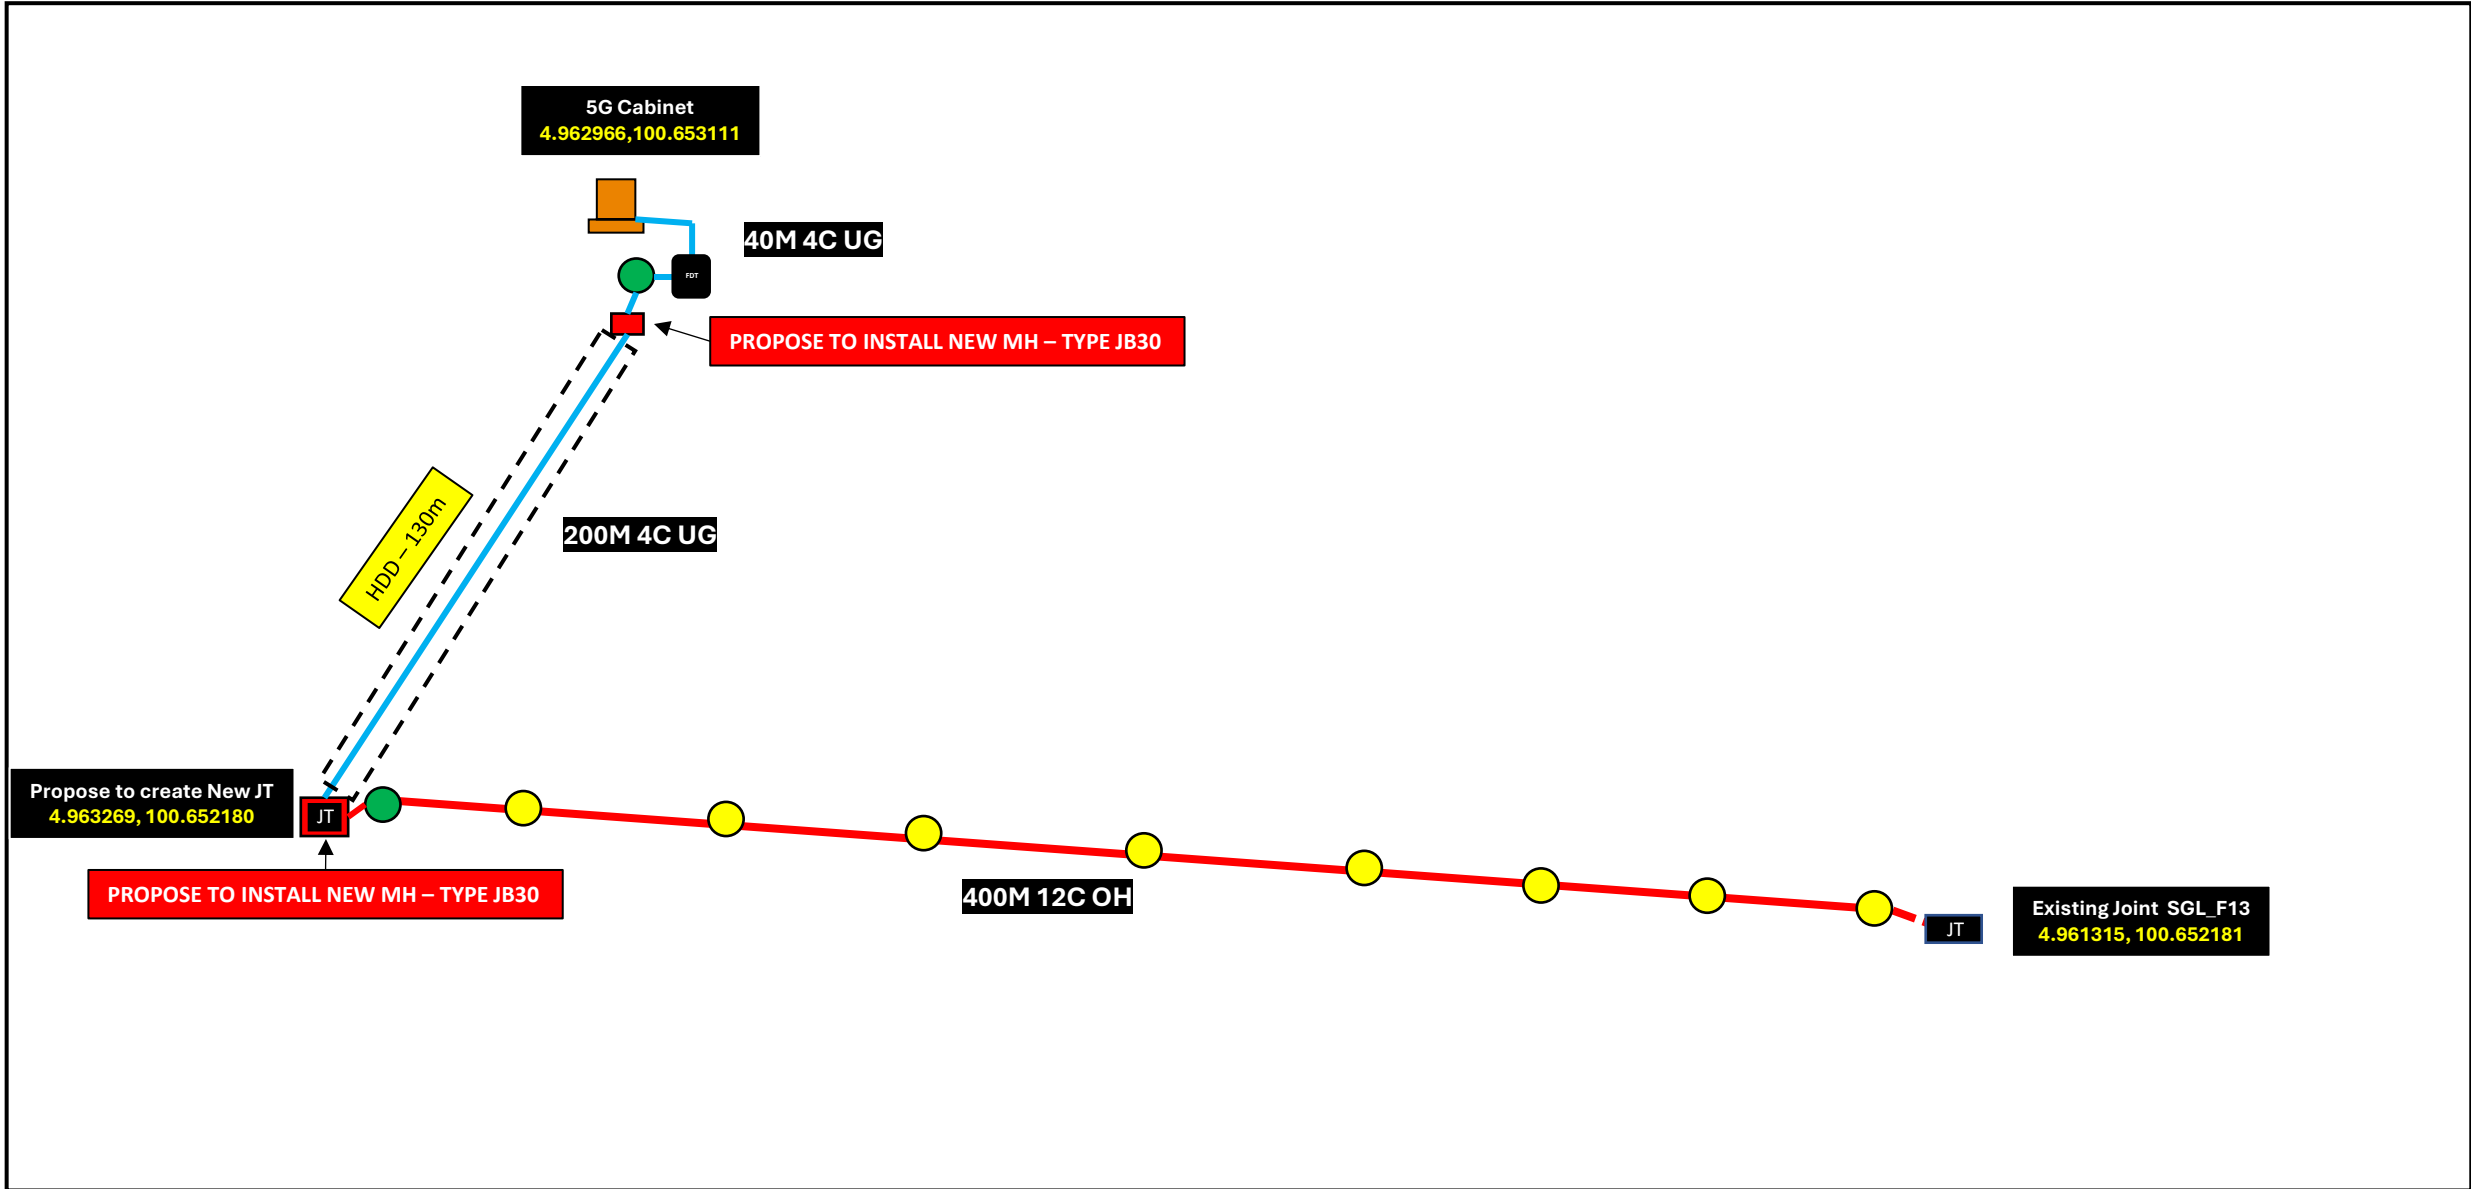 5G Cabinet
4.962966,100.653111
40M 4C UG
FDT
PROPOSE TO INSTALL NEW MH – TYPE JB30
HDD – 130m
200M 4C UG
Propose to create New JT
4.963269, 100.652180
JT
PROPOSE TO INSTALL NEW MH – TYPE JB30
400M 12C OH
JT
Existing Joint SGL_F13
4.961315, 100.652181